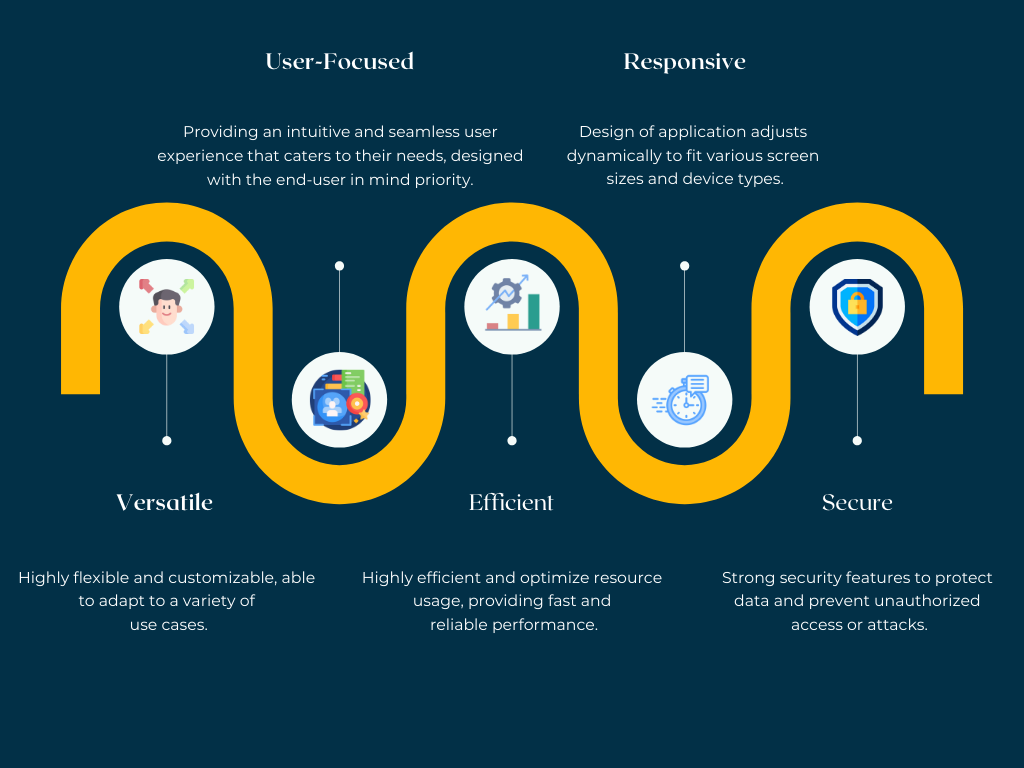 User-Focused
Providing an intuitive and seamless user
experience that caters to their needs, designed
with the end-user in mind priority.
Responsive
Design of application adjusts
dynamically to fit various screen
sizes and device types.
Versatile
Highly flexible and customizable, able
to adapt to a variety of
use cases.
Efficient
Highly efficient and optimize resource
usage, providing fast and
reliable performance.
Secure
Strong security features to protect
data and prevent unauthorized
access or attacks.